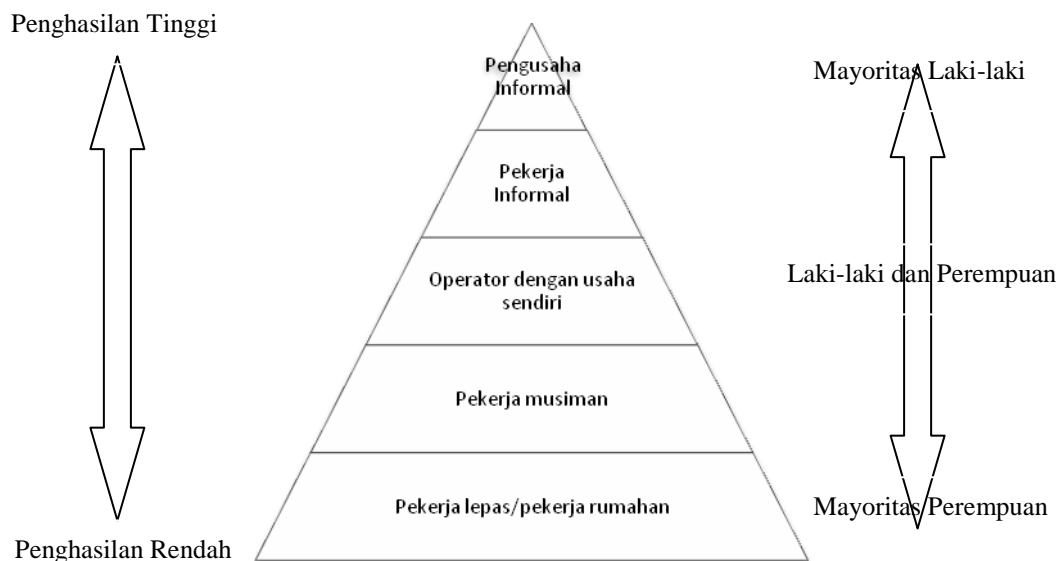 Penghasilan Tinggi
Pengusaha
Informal
Mayoritas Laki-laki
Pekerja
Informal
Operator dengan usaha
sendiri
Laki-laki dan Perempuan
Pekerja musiman
Pekerja lepas/pekerja rumahan
Mayoritas Perempuan
Penghasilan Rendah